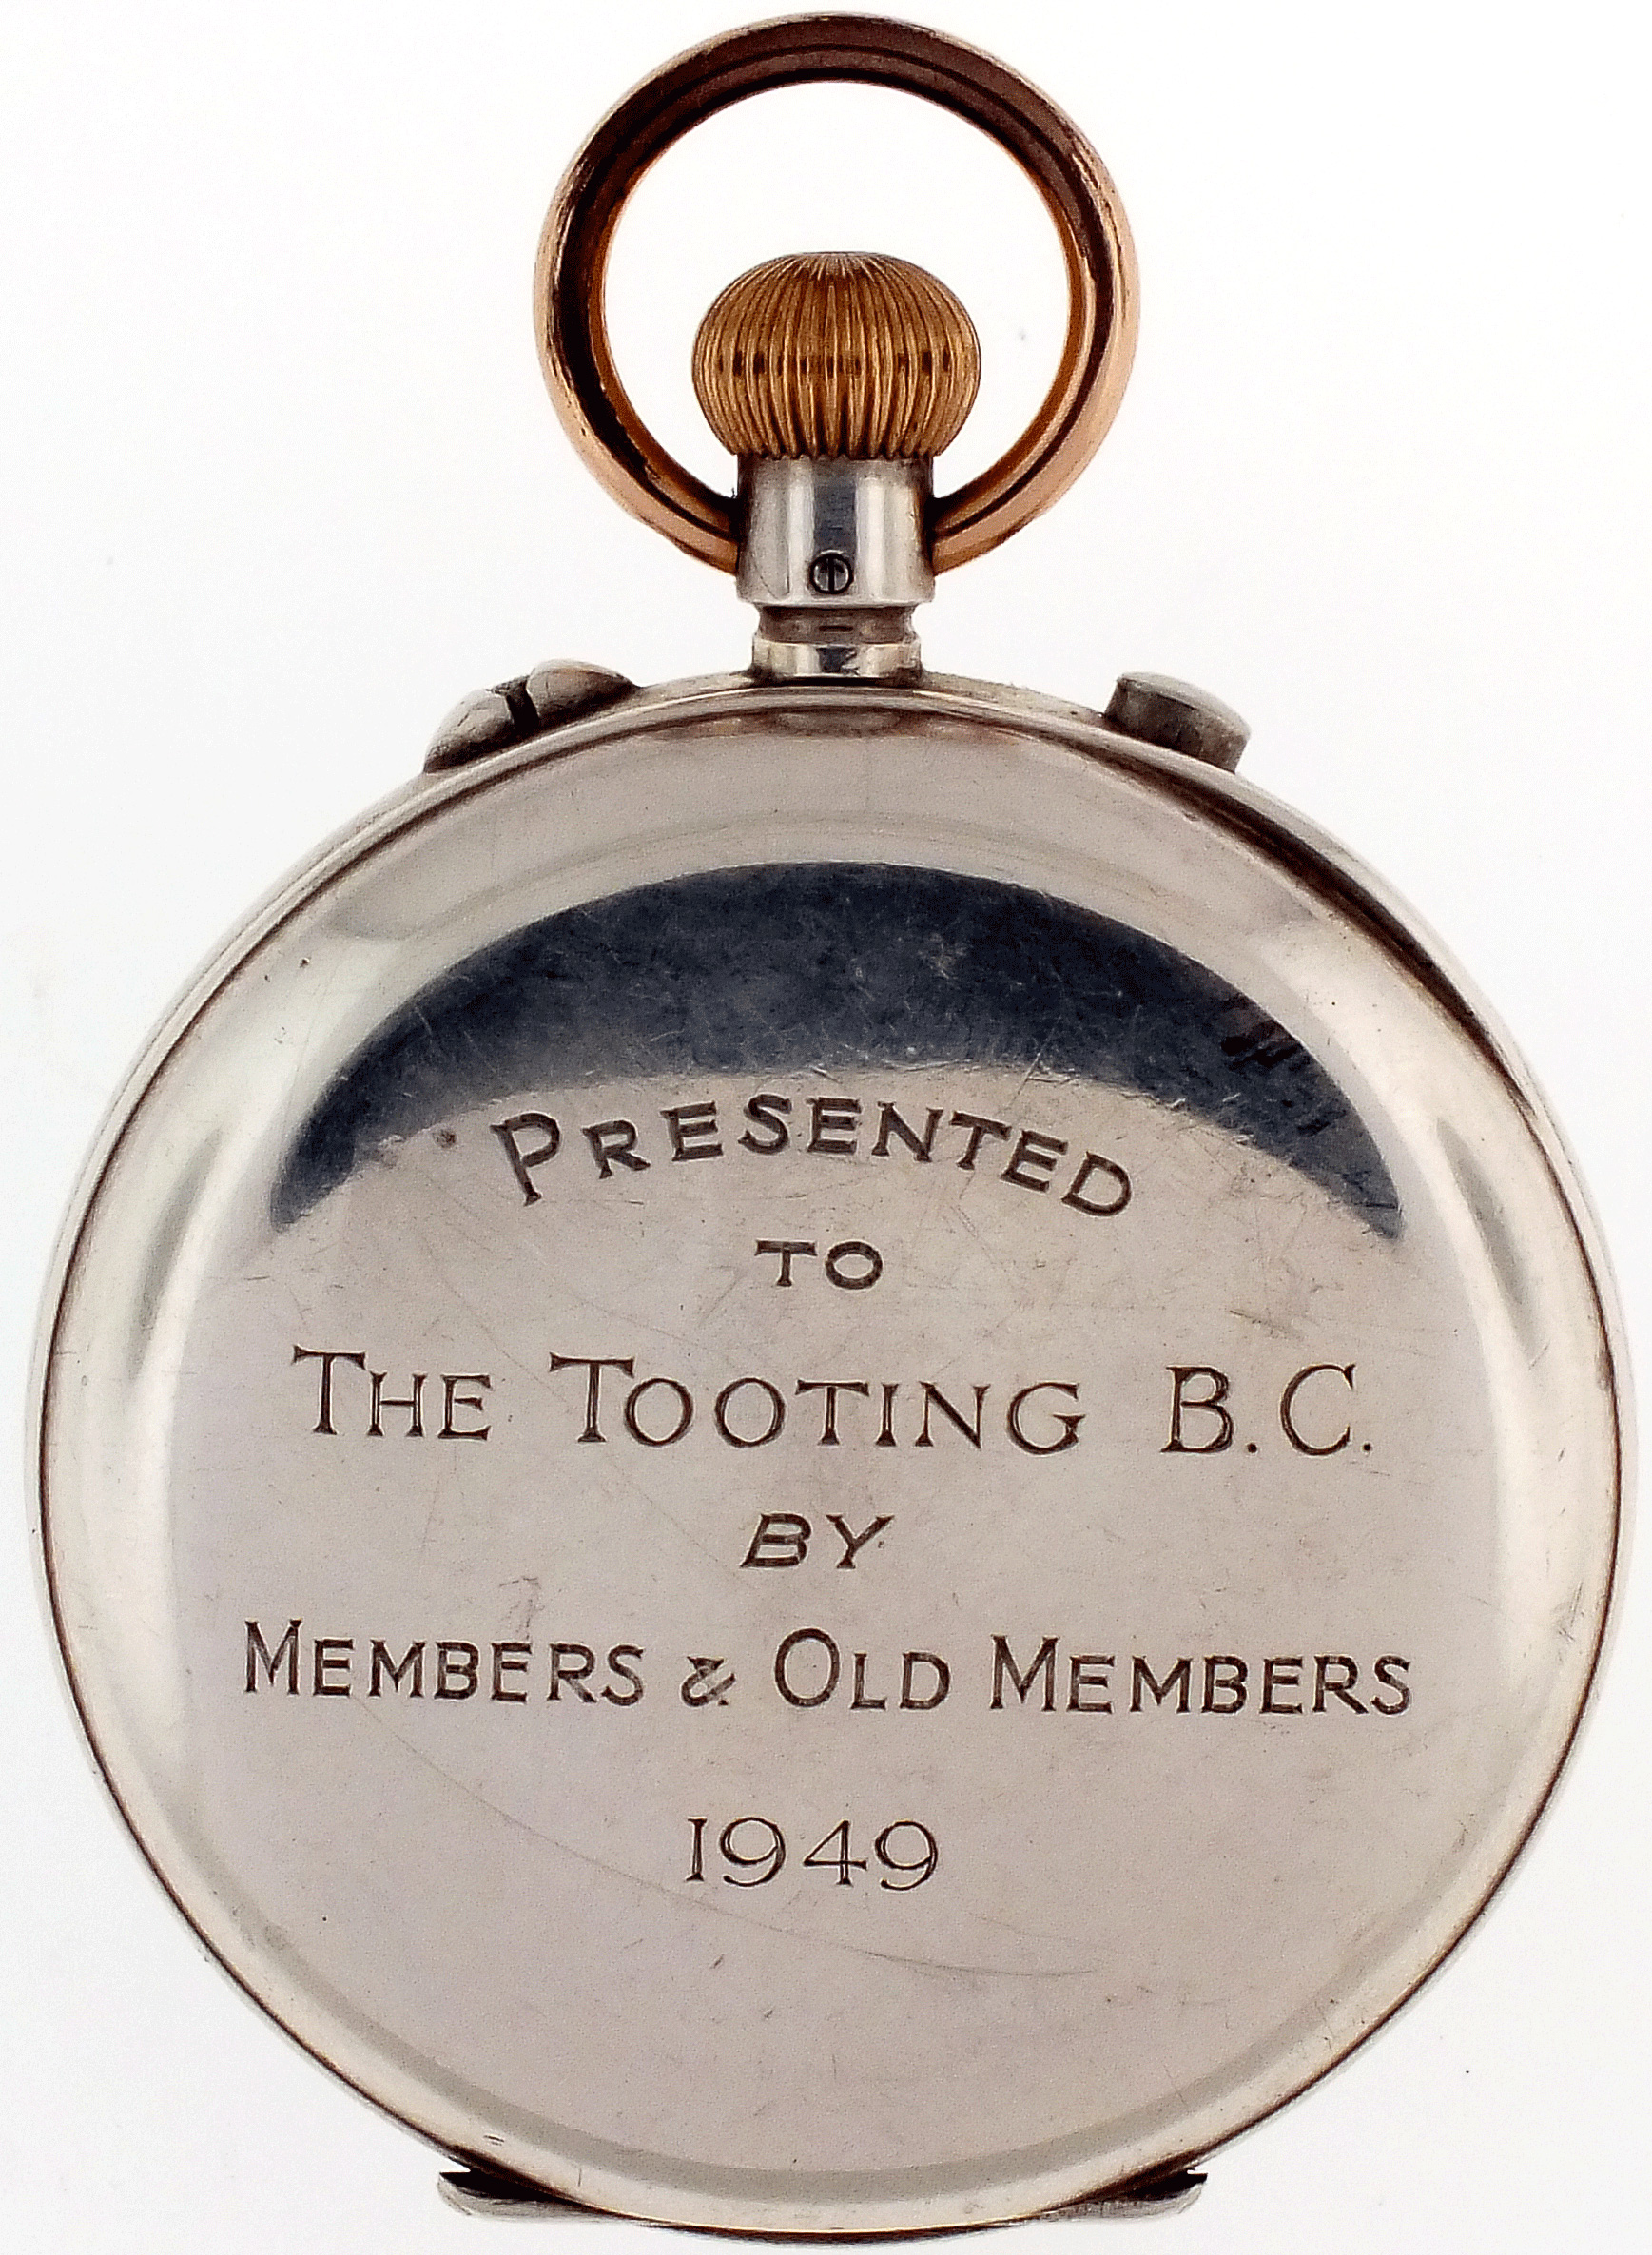 PRESENTED
TO
THE TOOTING B.C.
BY
MEMBERS & OLD MEMBERS
1949